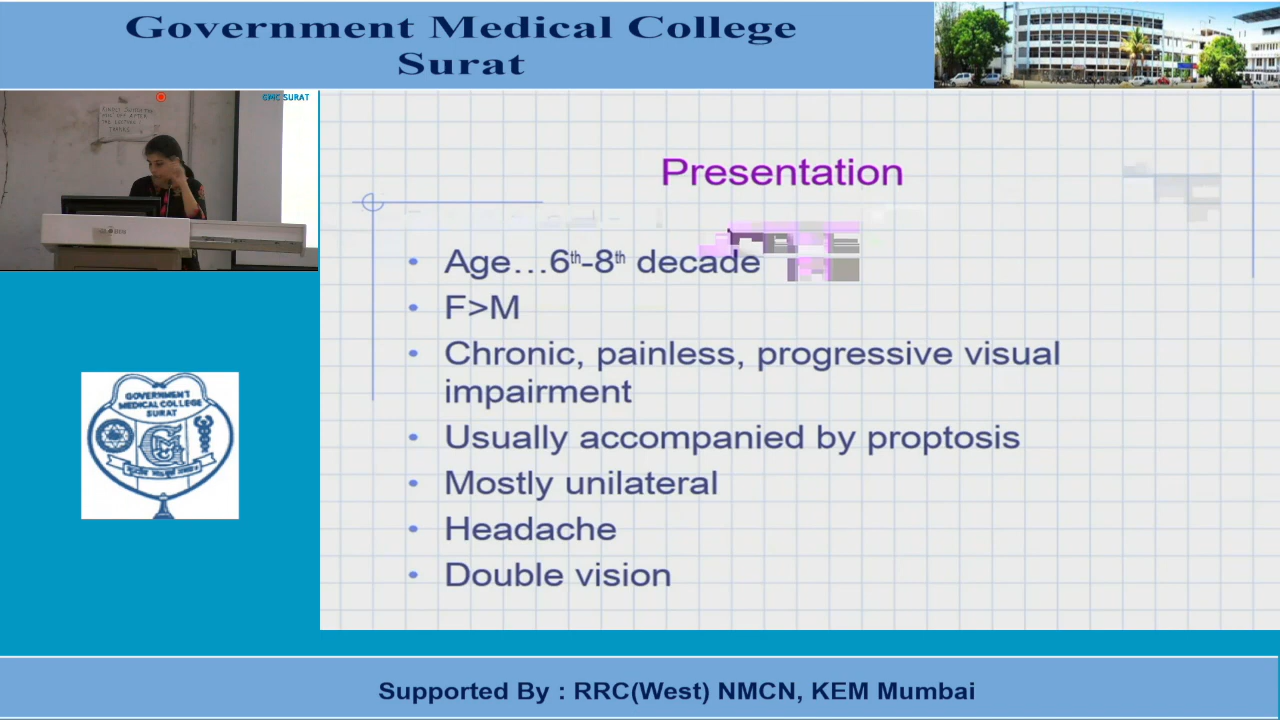 Government Medical College
Surat
GMC SURAT
Presentation
• Age…6th-8th decade
• F>M
• Chronic, painless, progressive visual
impairment
• Usually accompanied by proptosis
• Mostly unilateral
• Headache
• Double vision
GOVERNMENT
MEDICAL COLLEGE
SURAT
Supported By : RRC(West) NMCN, KEM Mumbai